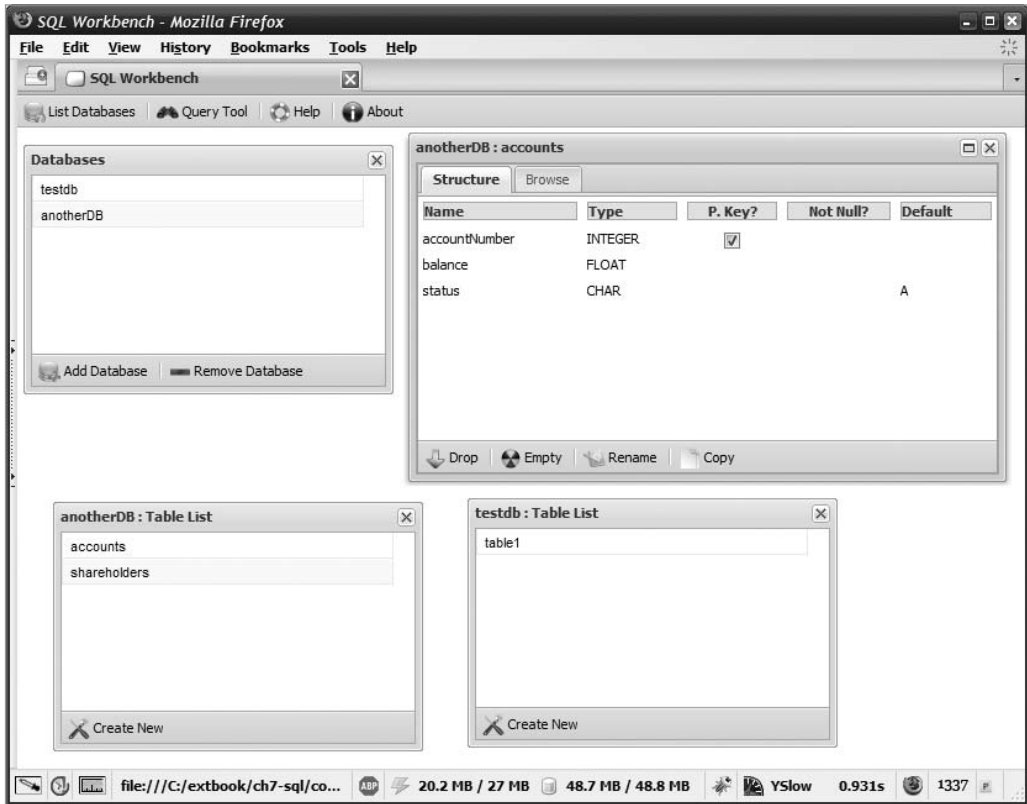 SQL Workbench - Mozilla Firefox
File Edit View History Bookmarks Tools Help
SQL Workbench
List Databases Query Tool Help About
Databases
testdb
anotherDB
Add Database Remove Database
anotherDB : accounts
Structure Browse
Name Type P. Key? Not Null? Default
accountNumber INTEGER
balance FLOAT
status CHAR A
Drop Empty Rename Copy
anotherDB : Table List
accounts
shareholders
Create New
testdb : Table List
table1
Create New
file:///C:/extbook/ch7-sql/co... ABP 20.2 MB / 27 MB 48.7 MB / 48.8 MB YSlow 0.931s 1337